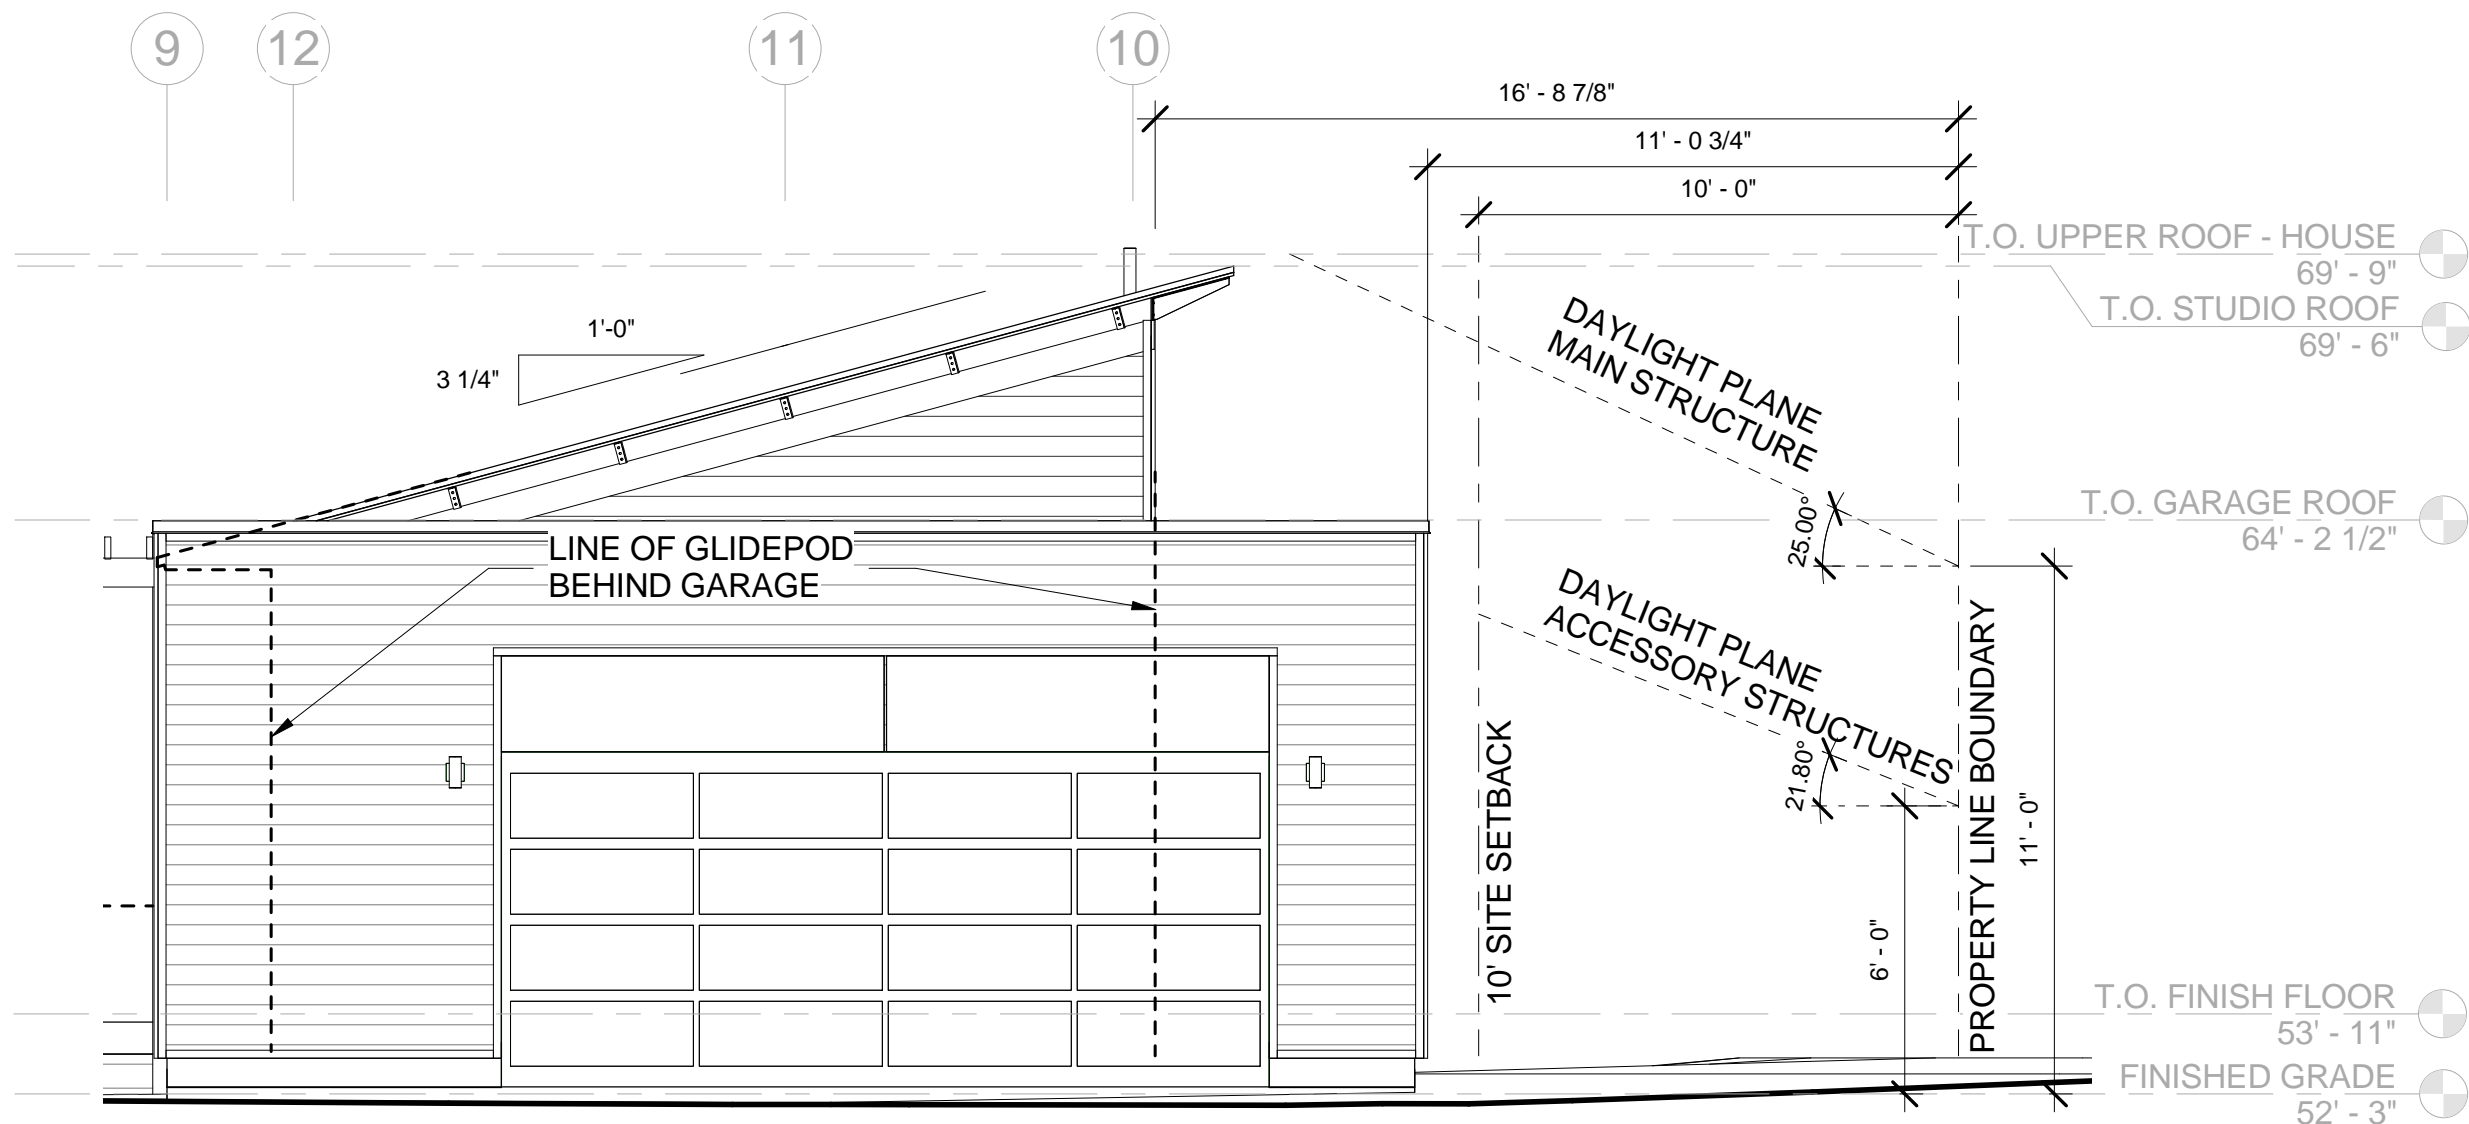 9
12
11
10
16' - 8 7/8"
11' - 0 3/4"
10' - 0"
T.O. UPPER ROOF - HOUSE
69' - 9"
T.O. STUDIO ROOF
69' - 6"
1'-0"
3 1/4"
DAYLIGHT PLANE
MAIN STRUCTURE
25.00°
T.O. GARAGE ROOF
64' - 2 1/2"
LINE OF GLIDEPOD
BEHIND GARAGE
DAYLIGHT PLANE
ACCESSORY STRUCTURES
21.80°
10' SITE SETBACK
PROPERTY LINE BOUNDARY
11' - 0"
6' - 0"
T.O. FINISH FLOOR
53' - 11"
FINISHED GRADE
52' - 3"